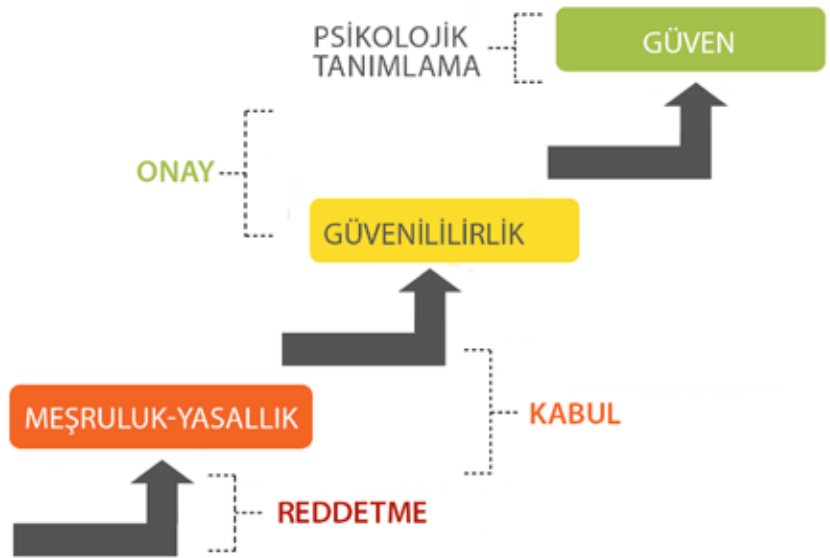 PSİKOLOJİK
TANIMLAMA
GÜVEN
ONAY
GÜVENİLİLİRLİK
MEŞRULUK-YASALLIK
KABUL
REDDETME